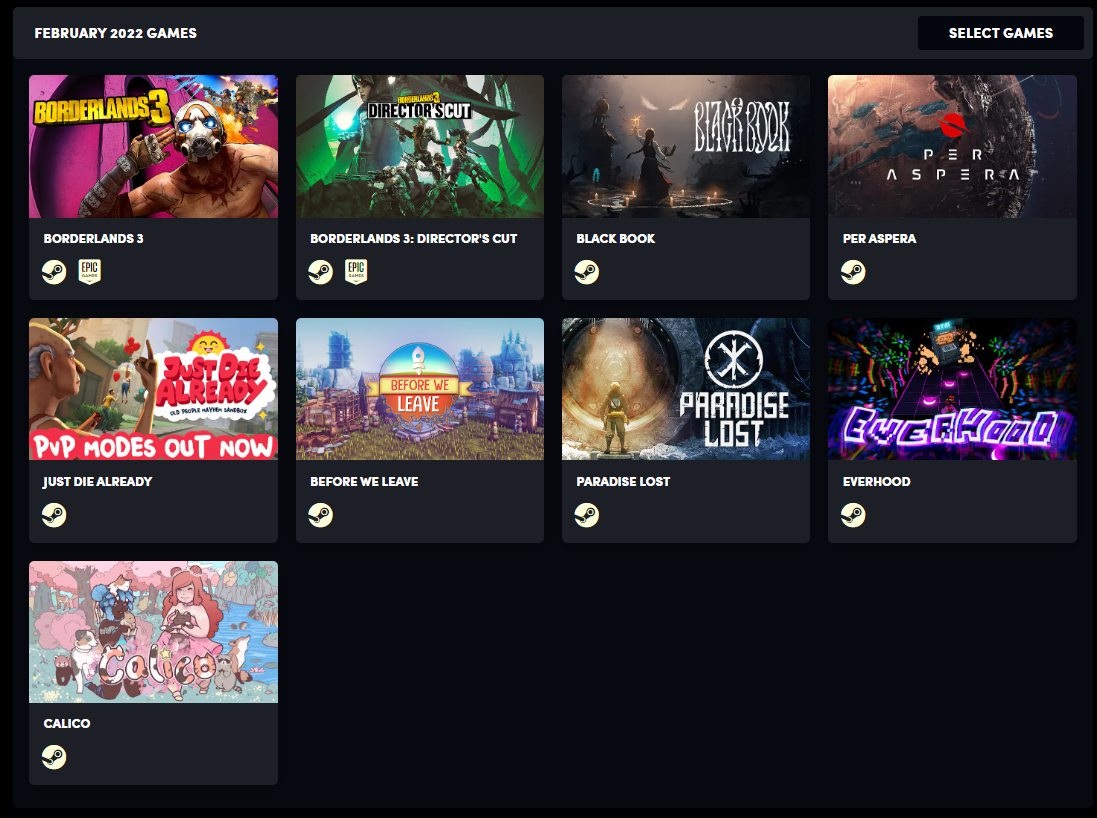 FEBRUARY 2022 GAMES
SELECT GAMES
BORDERLANDS 3
BORDERLANDS 3
DIRECTOR'S CUT
BLACK BOOK
PER
ASPERA
BORDERLANDS 3
EPIC
GAMES
BORDERLANDS 3: DIRECTOR'S CUT
EPIC
GAMES
BLACK BOOK
PER ASPERA
JUST DIE
ALREADY
OLD PEOPLE MAYHEM SANDBOX
PVP MODES OUT NOW
BEFORE WE
LEAVE
PARADISE
LOST
EVERHOOD
JUST DIE ALREADY
BEFORE WE LEAVE
PARADISE LOST
EVERHOOD
Calico
CALICO